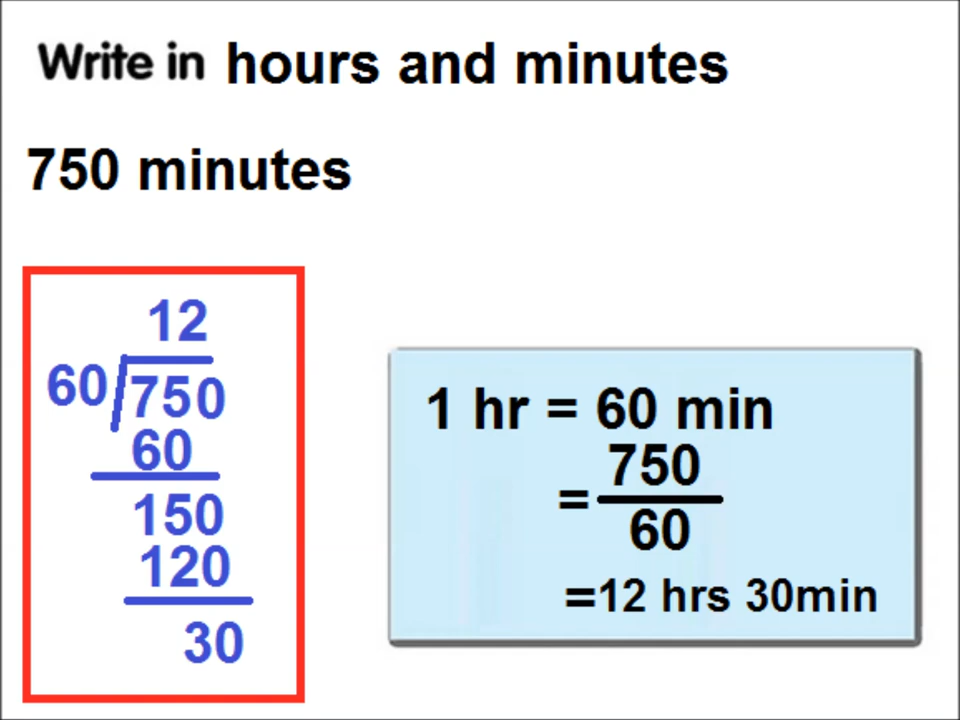 Write in hours and minutes
750 minutes
12
60 750
60
150
120
30
1 hr = 60 min
= 750
60
=12 hrs 30min